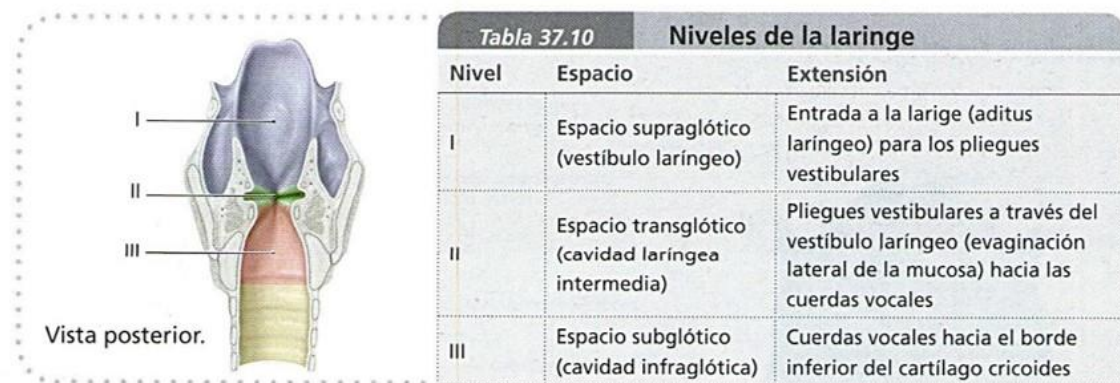 I
II
III
Vista posterior.
Tabla 37.10 Niveles de la laringe
Nivel Espacio Extensión
I Espacio supraglótico (vestíbulo laríngeo) Entrada a la larige (aditus laríngeo) para los pliegues vestibulares
II Espacio transglótico (cavidad laríngea intermedia) Pliegues vestibulares a través del vestíbulo laríngeo (evaginación lateral de la mucosa) hacia las cuerdas vocales
III Espacio subglótico (cavidad infraglótica) Cuerdas vocales hacia el borde inferior del cartílago cricoides